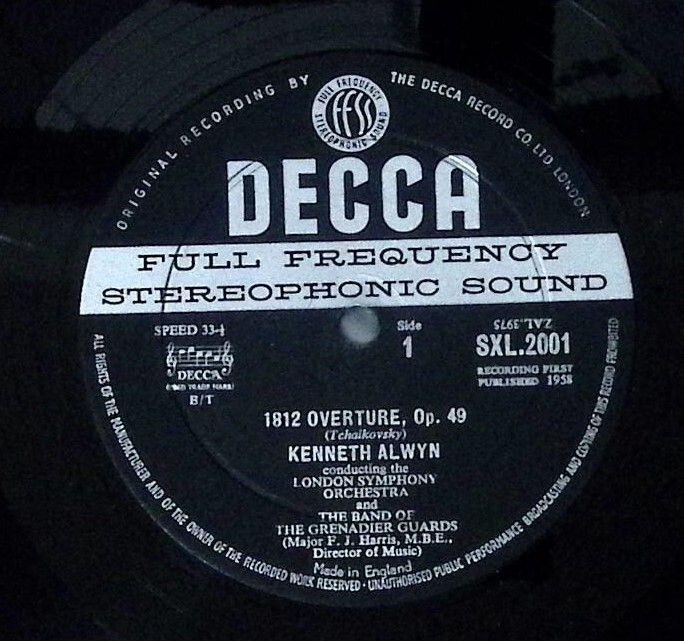 ORIGINAL RECORDING BY THE DECCA RECORD CO. LTD LONDON
FULL FREQUENCY
FFSS
STEREOPHONIC SOUND
DECCA
FULL FREQUENCY
STEREOPHONIC SOUND
SPEED 33⅓
DECCA
B/T
Side
1
ZAL.3975
SXL.2001
RECORDING FIRST
PUBLISHED 1958
1812 OVERTURE, Op. 49
(Tchaikovsky)
KENNETH ALWYN
conducting the
LONDON SYMPHONY
ORCHESTRA
and
THE BAND OF
THE GRENADIER GUARDS
(Major F. J. Harris, M.B.E.,
Director of Music)
Made in England
ALL RIGHTS OF THE MANUFACTURER AND OF THE OWNER OF THE RECORDED WORK RESERVED · UNAUTHORISED PUBLIC PERFORMANCE BROADCASTING AND COPYING OF THIS RECORD PROHIBITED